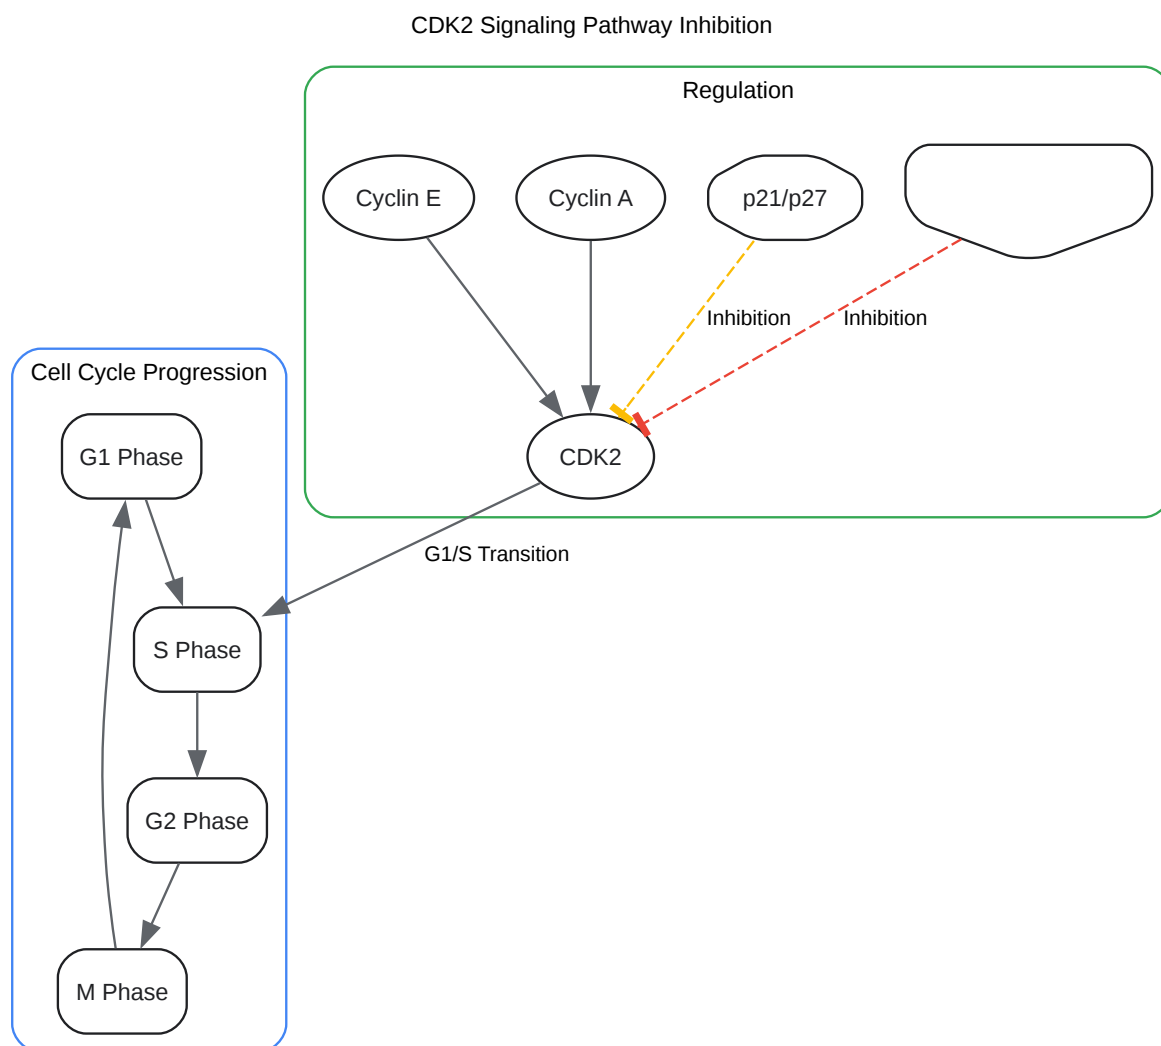 CDK2 Signaling Pathway Inhibition
Regulation
Cyclin E
Cyclin A
p21/p27
Inhibition
Inhibition
Cell Cycle Progression
G1 Phase
CDK2
G1/S Transition
S Phase
G2 Phase
M Phase